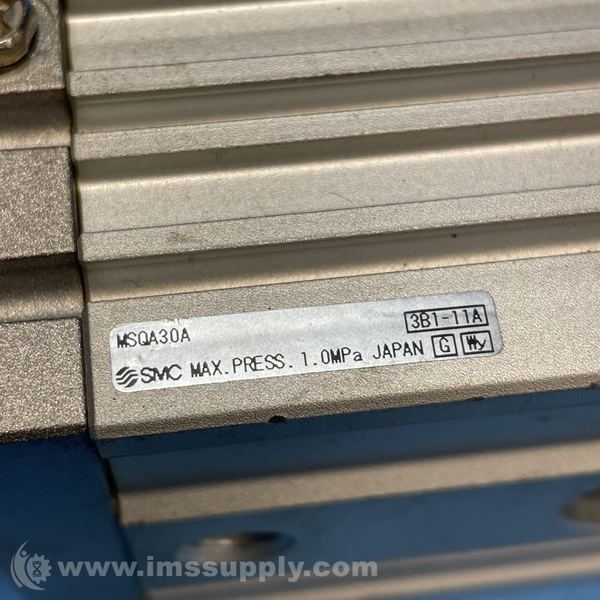 MSQA30A 3B1-11A
SMC MAX.PRESS.1.0MPa JAPAN G
www.imssupply.com